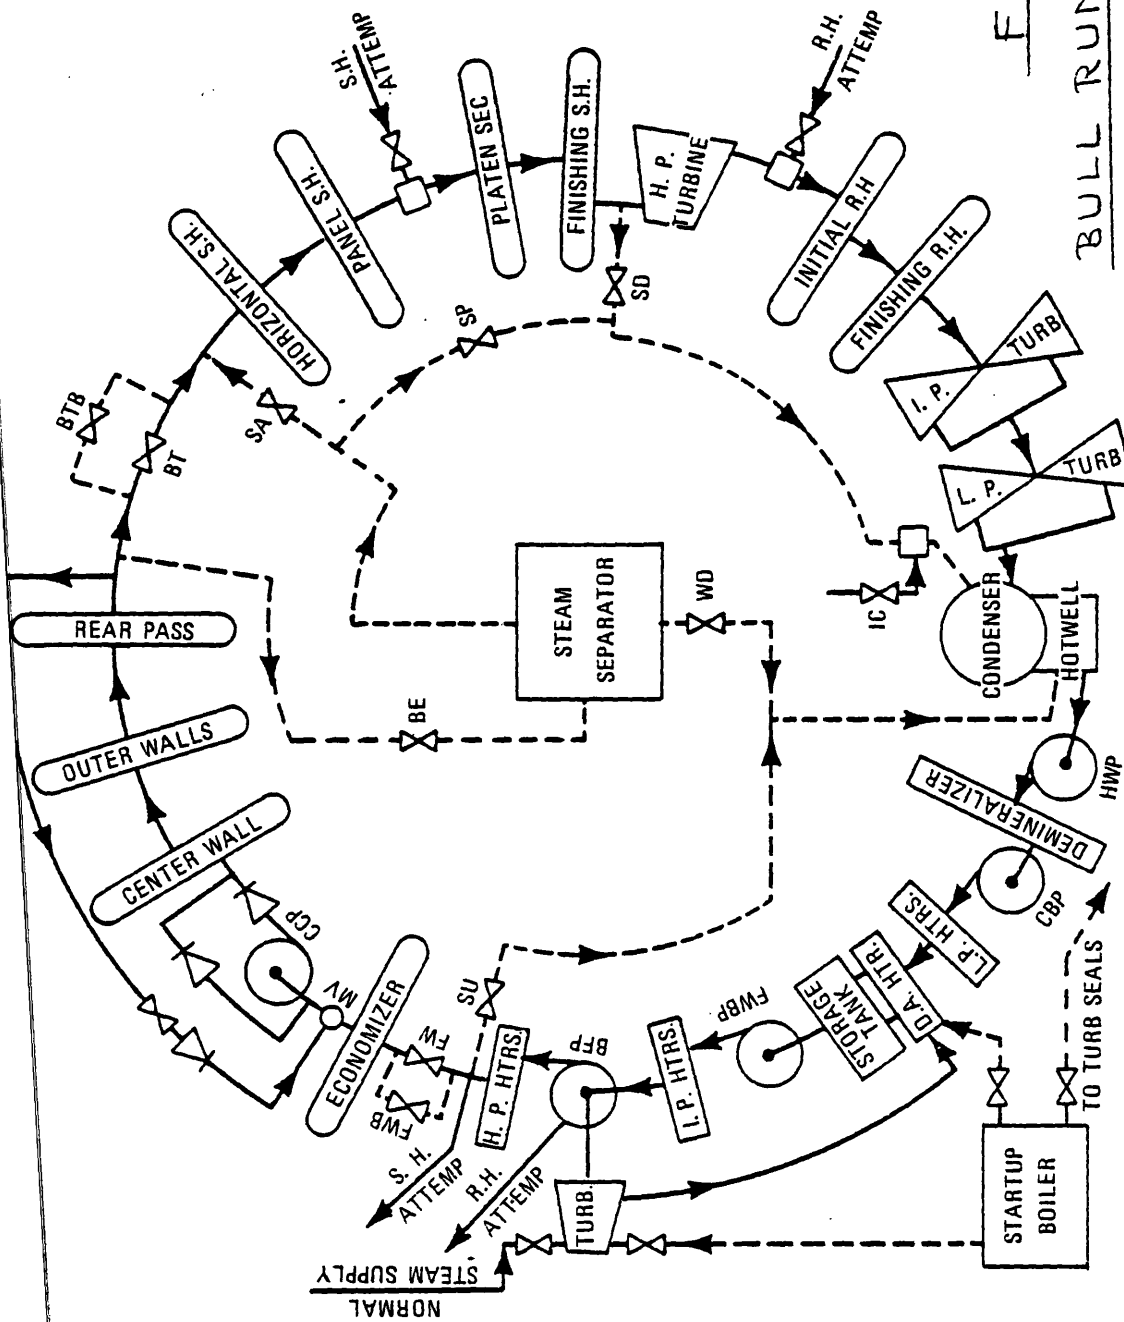 S.H.
ATTEMP
R.H.
ATTEMP
F
BULL RUN
PANEL S.H.
PLATEN SEC
FINISHING S.H.
H. P.
TURBINE
HORIZONTAL S.H.
SP
SD
INITIAL R.H
FINISHING R.H.
BTB
BT
SA
I. P.
TURB
L. P.
TURB
REAR PASS
STEAM
SEPARATOR
WD
IC
CONDENSER
HOTWELL
OUTER WALLS
BE
HWP
CENTER WALL
DEMINERALIZER
CBP
CCP
MV
L.P. HTRS.
ECONOMIZER
SU
FW
FWB
H. P. HTRS.
BFP
I. P. HTRS.
FWBP
STORAGE
TANK
D.A. HTR.
S. H.
ATTEMP
R.H.
ATTEMP
TURB.
NORMAL
STEAM SUPPLY
STARTUP
BOILER
TO TURB SEALS